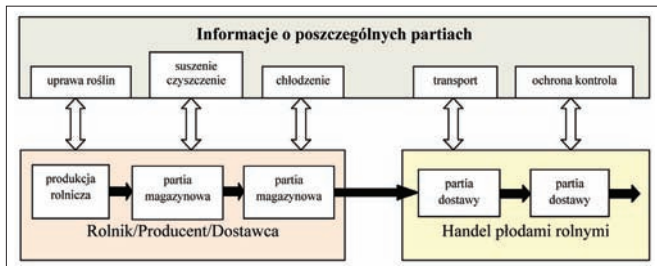 Informacje o poszczególnych partiach
uprawa roślin
suszenie
czyszczenie
chłodzenie
transport
ochrona kontrola
produkcja
rolnicza
partia
magazynowa
partia
magazynowa
Rolnik/Producent/Dostawca
partia
dostawy
partia
dostawy
Handel płodami rolnymi